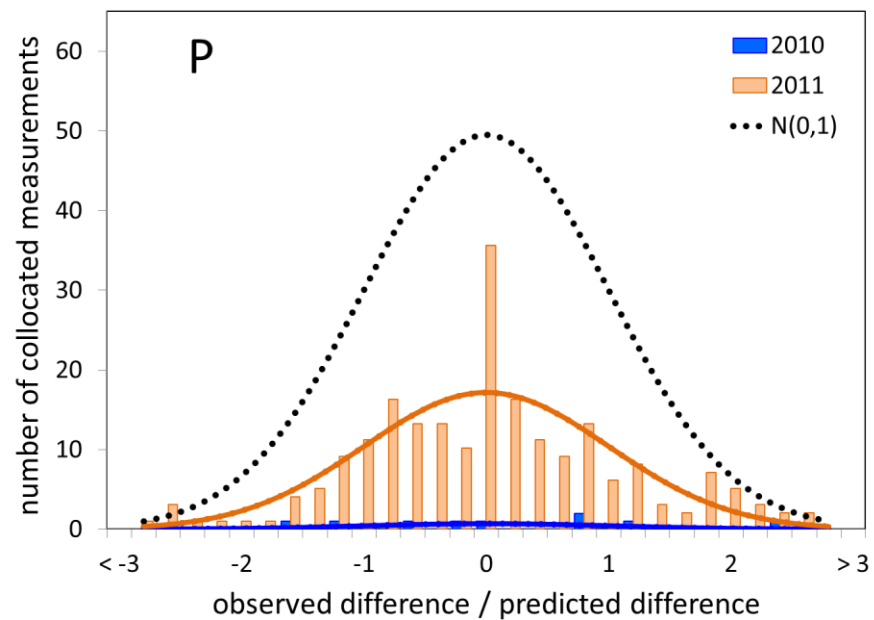 P
2010
2011
N(0,1)
number of collocated measurements
60
50
40
30
20
10
0
< -3 -2 -1 0 1 2 > 3
observed difference / predicted difference